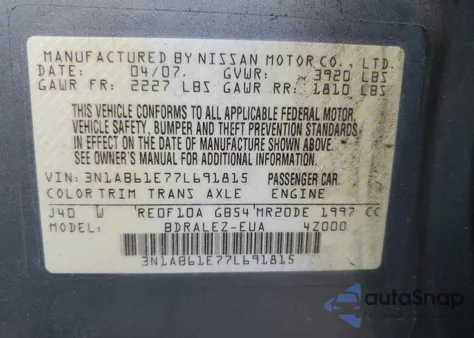 MANUFACTURED BY NISSAN MOTOR CO., LTD.
DATE: 04/07. GVWR: 3920 LBS
GAWR FR: 2227 LBS GAWR RR: 1810 LBS
THIS VEHICLE CONFORMS TO ALL APPLICABLE FEDERAL MOTOR
VEHICLE SAFETY, BUMPER AND THEFT PREVENTION STANDARDS
IN EFFECT ON THE DATE OF MANUFACTURE SHOWN ABOVE.
SEE OWNER'S MANUAL FOR ADDITIONAL INFORMATION.
VIN: 3N1AB61E77L691815 PASSENGER CAR.
COLOR TRIM TRANS AXLE ENGINE
J40 W RE0F10A GB54 MR20DE 1997 CC
MODEL: BDRALEZ-EUA 4Z000
3N1AB61E77L691815
autoSnap